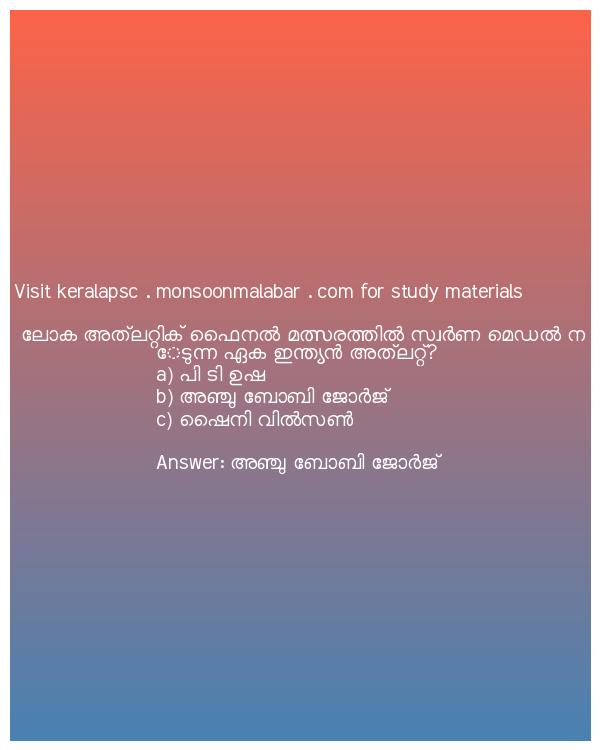 Visit keralapsc . monsoonmalabar . com for study materials
ലോക അത്‌ലറ്റിക് ഫൈനൽ മത്സരത്തിൽ സ്വർണ മെഡൽ ന
േടുന്ന ഏക ഇന്ത്യൻ അത്‌ലറ്റ്?
a) പി ടി ഉഷ
b) അഞ്ചു ബോബി ജോർജ്
c) ഷൈനി വിൽസൺ
Answer: അഞ്ചു ബോബി ജോർജ്